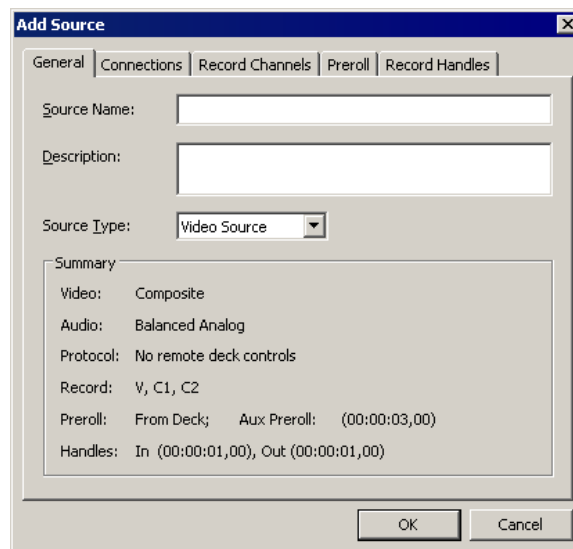 Add Source
General Connections Record Channels Preroll Record Handles
Source Name:
Description:
Source Type: Video Source
Summary
Video: Composite
Audio: Balanced Analog
Protocol: No remote deck controls
Record: V, C1, C2
Preroll: From Deck; Aux Preroll: (00:00:03,00)
Handles: In (00:00:01,00), Out (00:00:01,00)
OK Cancel